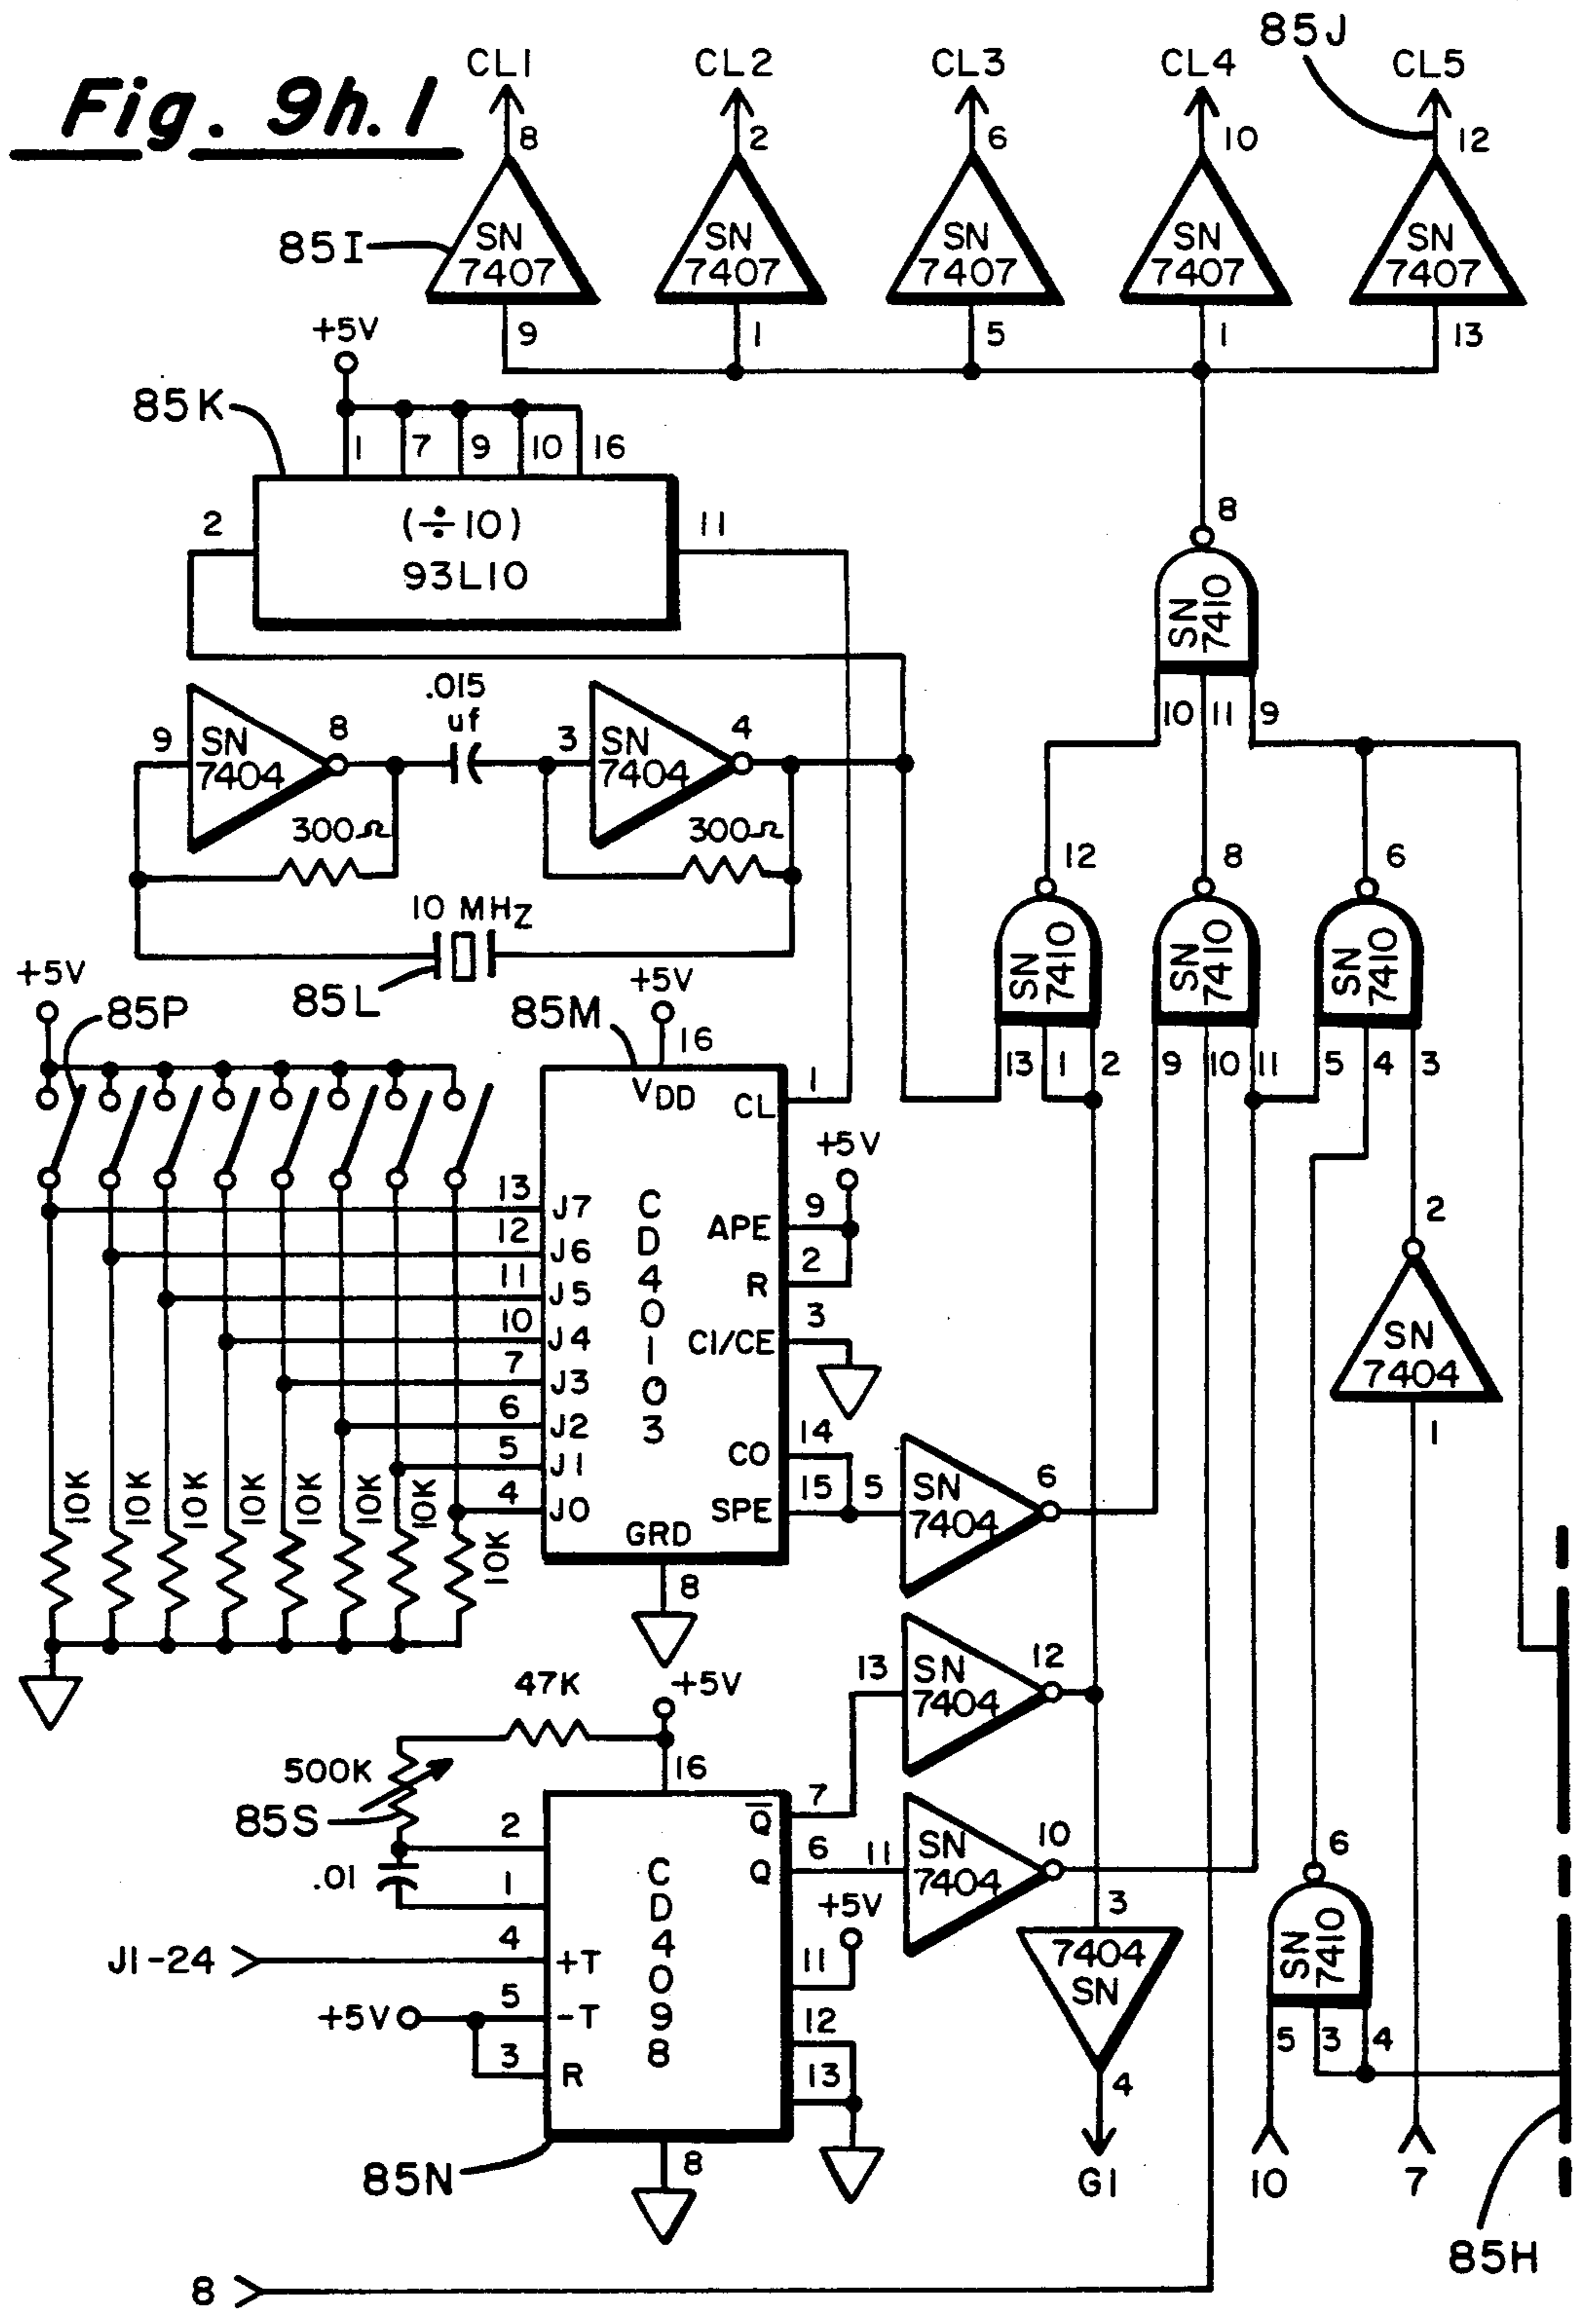 Fig. 9h.1
CL1 CL2 CL3 CL4 CL5
85J
8 2 6 10 12
85I
SN 7407 SN 7407 SN 7407 SN 7407 SN 7407
9 1 5 1 13
+5V
85K
1 7 9 10 16
2 (÷10) 11
93L10
8
SN 7410
10 11 9
.015 uf
9 SN 7404 8
3 SN 7404 4
300Ω 300Ω
10 MHz
85L
12 8 6
SN 7410 SN 7410 SN 7410
13 1 2 9 10 11 5 4 3
+5V
85P
85M
+5V
16
VDD
CL 1
+5V
13 J7
12 J6
11 J5
10 J4
7 J3
6 J2
5 J1
4 J0
CD40103
APE 9
R 2
CI/CE 3
CO 14
SPE 15
GRD
8
10K 10K 10K 10K 10K 10K 10K 10K
5 SN 7404 6
2
SN 7404
1
13 SN 7404 12
11 SN 7404 10
47K
+5V
16
500K
85S
.01
2
1
J1-24
4 +T
+5V
5 -T
3 R
CD4098
Q̅ 7
Q 6
+5V
11
12
13
8
85N
3
7404 SN
4
G1
6
SN 7410
5 3 4
10
7
85H
8